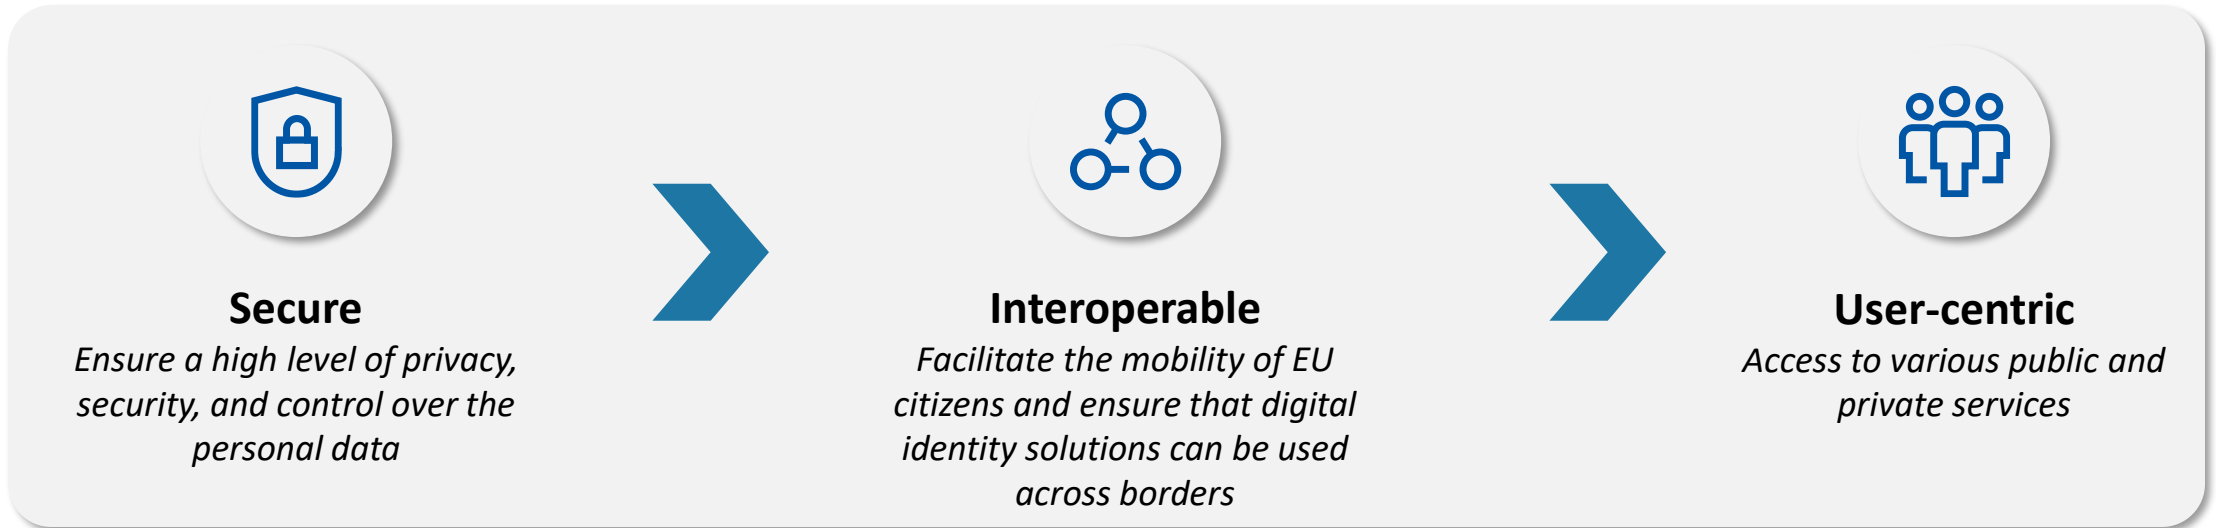 Secure
Ensure a high level of privacy,
security, and control over the
personal data
Interoperable
Facilitate the mobility of EU
citizens and ensure that digital
identity solutions can be used
across borders
User-centric
Access to various public and
private services